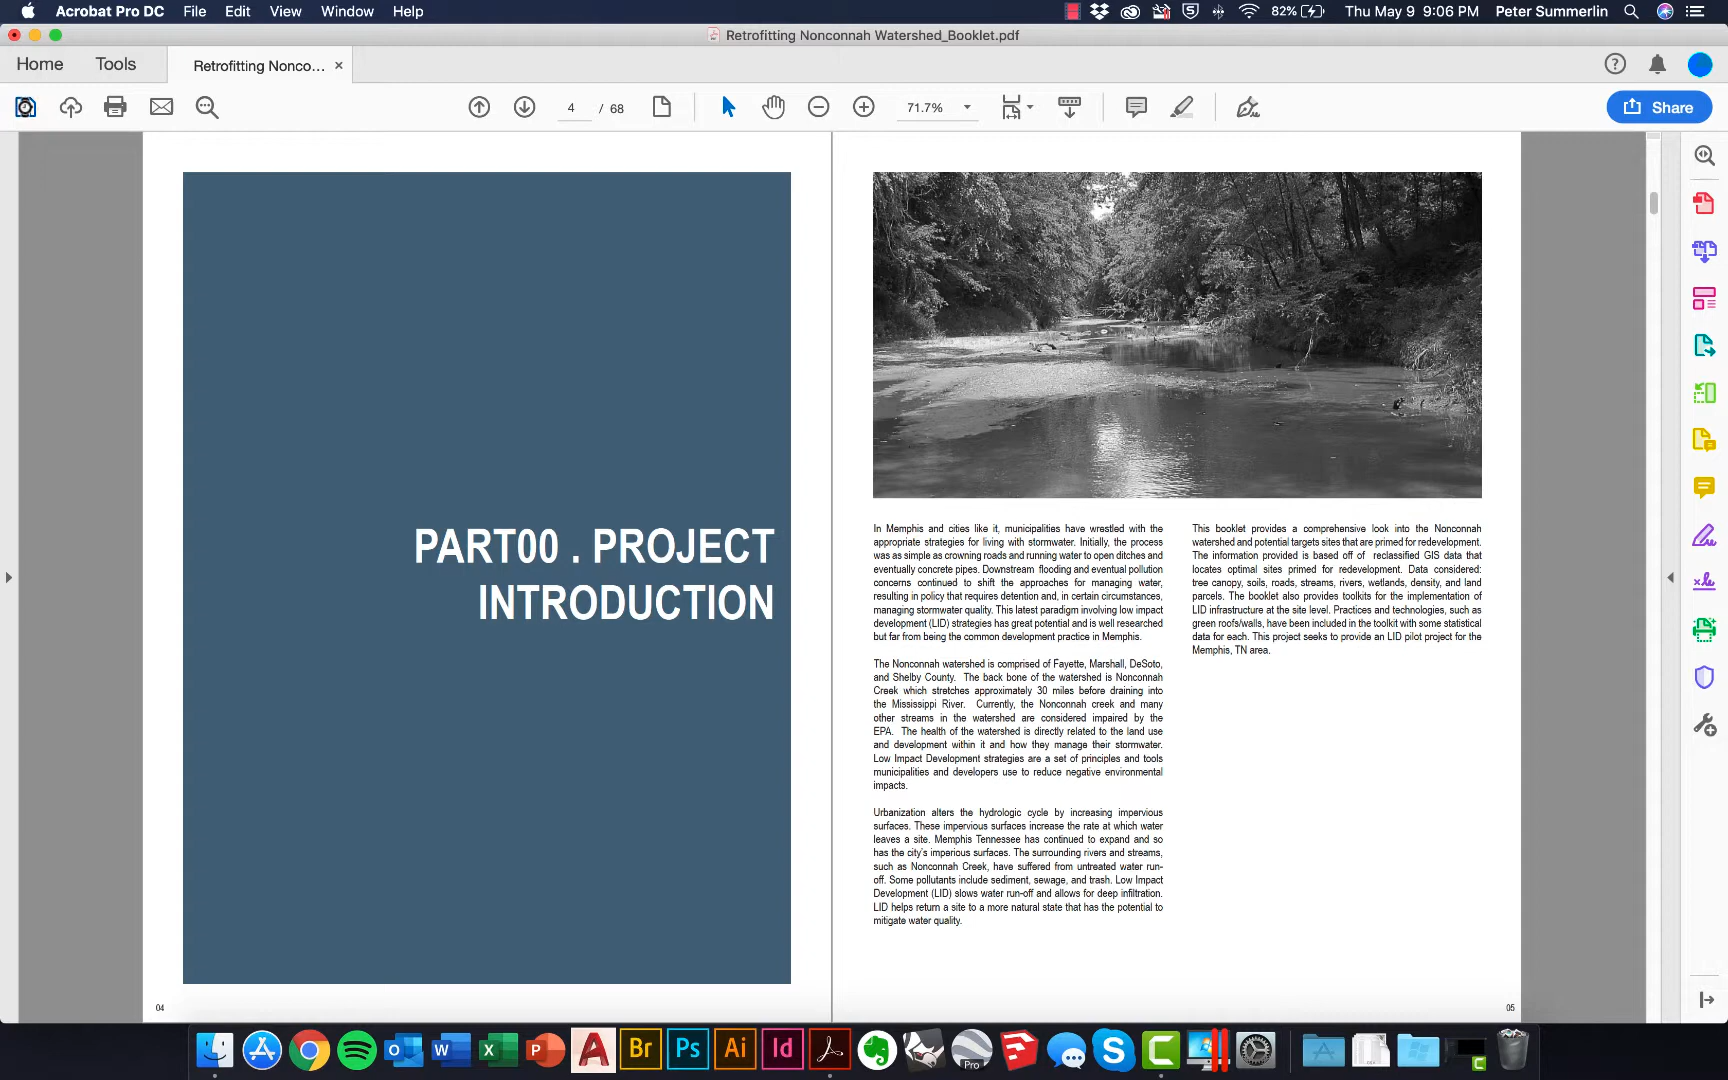 Acrobat Pro DC File Edit View Window Help 82% Thu May 9 9:06 PM Peter Summerlin
Retrofitting Nonconnah Watershed_Booklet.pdf
Home Tools Retrofitting Nonco... ×
4 / 68 71.7% Share
PART00 . PROJECT
INTRODUCTION
04
In Memphis and cities like it, municipalities have wrestled with the
appropriate strategies for living with stormwater. Initially, the process
was as simple as crowning roads and running water to open ditches and
eventually concrete pipes. Downstream flooding and eventual pollution
concerns continued to shift the approaches for managing water,
resulting in policy that requires detention and, in certain circumstances,
managing stormwater quality. This latest paradigm involving low impact
development (LID) strategies has great potential and is well researched
but far from being the common development practice in Memphis.
The Nonconnah watershed is comprised of Fayette, Marshall, DeSoto,
and Shelby County. The back bone of the watershed is Nonconnah
Creek which stretches approximately 30 miles before draining into
the Mississippi River. Currently, the Nonconnah creek and many
other streams in the watershed are considered impaired by the
EPA. The health of the watershed is directly related to the land use
and development within it and how they manage their stormwater.
Low Impact Development strategies are a set of principles and tools
municipalities and developers use to reduce negative environmental
impacts.
Urbanization alters the hydrologic cycle by increasing impervious
surfaces. These impervious surfaces increase the rate at which water
leaves a site. Memphis Tennessee has continued to expand and so
has the city's imperious surfaces. The surrounding rivers and streams,
such as Nonconnah Creek, have suffered from untreated water run-
off. Some pollutants include sediment, sewage, and trash. Low Impact
Development (LID) slows water run-off and allows for deep infiltration.
LID helps return a site to a more natural state that has the potential to
mitigate water quality.
This booklet provides a comprehensive look into the Nonconnah
watershed and potential targets sites that are primed for redevelopment.
The information provided is based off of reclassified GIS data that
locates optimal sites primed for redevelopment. Data considered:
tree canopy, soils, roads, streams, rivers, wetlands, density, and land
parcels. The booklet also provides toolkits for the implementation of
LID infrastructure at the site level. Practices and technologies, such as
green roofs/walls, have been included in the toolkit with some statistical
data for each. This project seeks to provide an LID pilot project for the
Memphis, TN area.
05
Br Ps Ai Id Pro